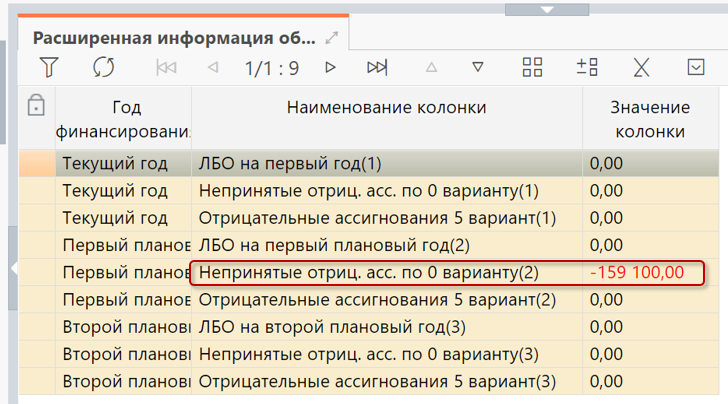 Расширенная информация об...
1/1 : 9
Год финансировани Наименование колонки Значение колонки
Текущий год ЛБО на первый год(1) 0,00
Текущий год Непринятые отриц. асс. по 0 варианту(1) 0,00
Текущий год Отрицательные ассигнования 5 вариант(1) 0,00
Первый планов ЛБО на первый плановый год(2) 0,00
Первый планов Непринятые отриц. асс. по 0 варианту(2) -159 100,00
Первый планов Отрицательные ассигнования 5 вариант(2) 0,00
Второй планов ЛБО на второй плановый год(3) 0,00
Второй планов Непринятые отриц. асс. по 0 варианту(3) 0,00
Второй планов Отрицательные ассигнования 5 вариант(3) 0,00